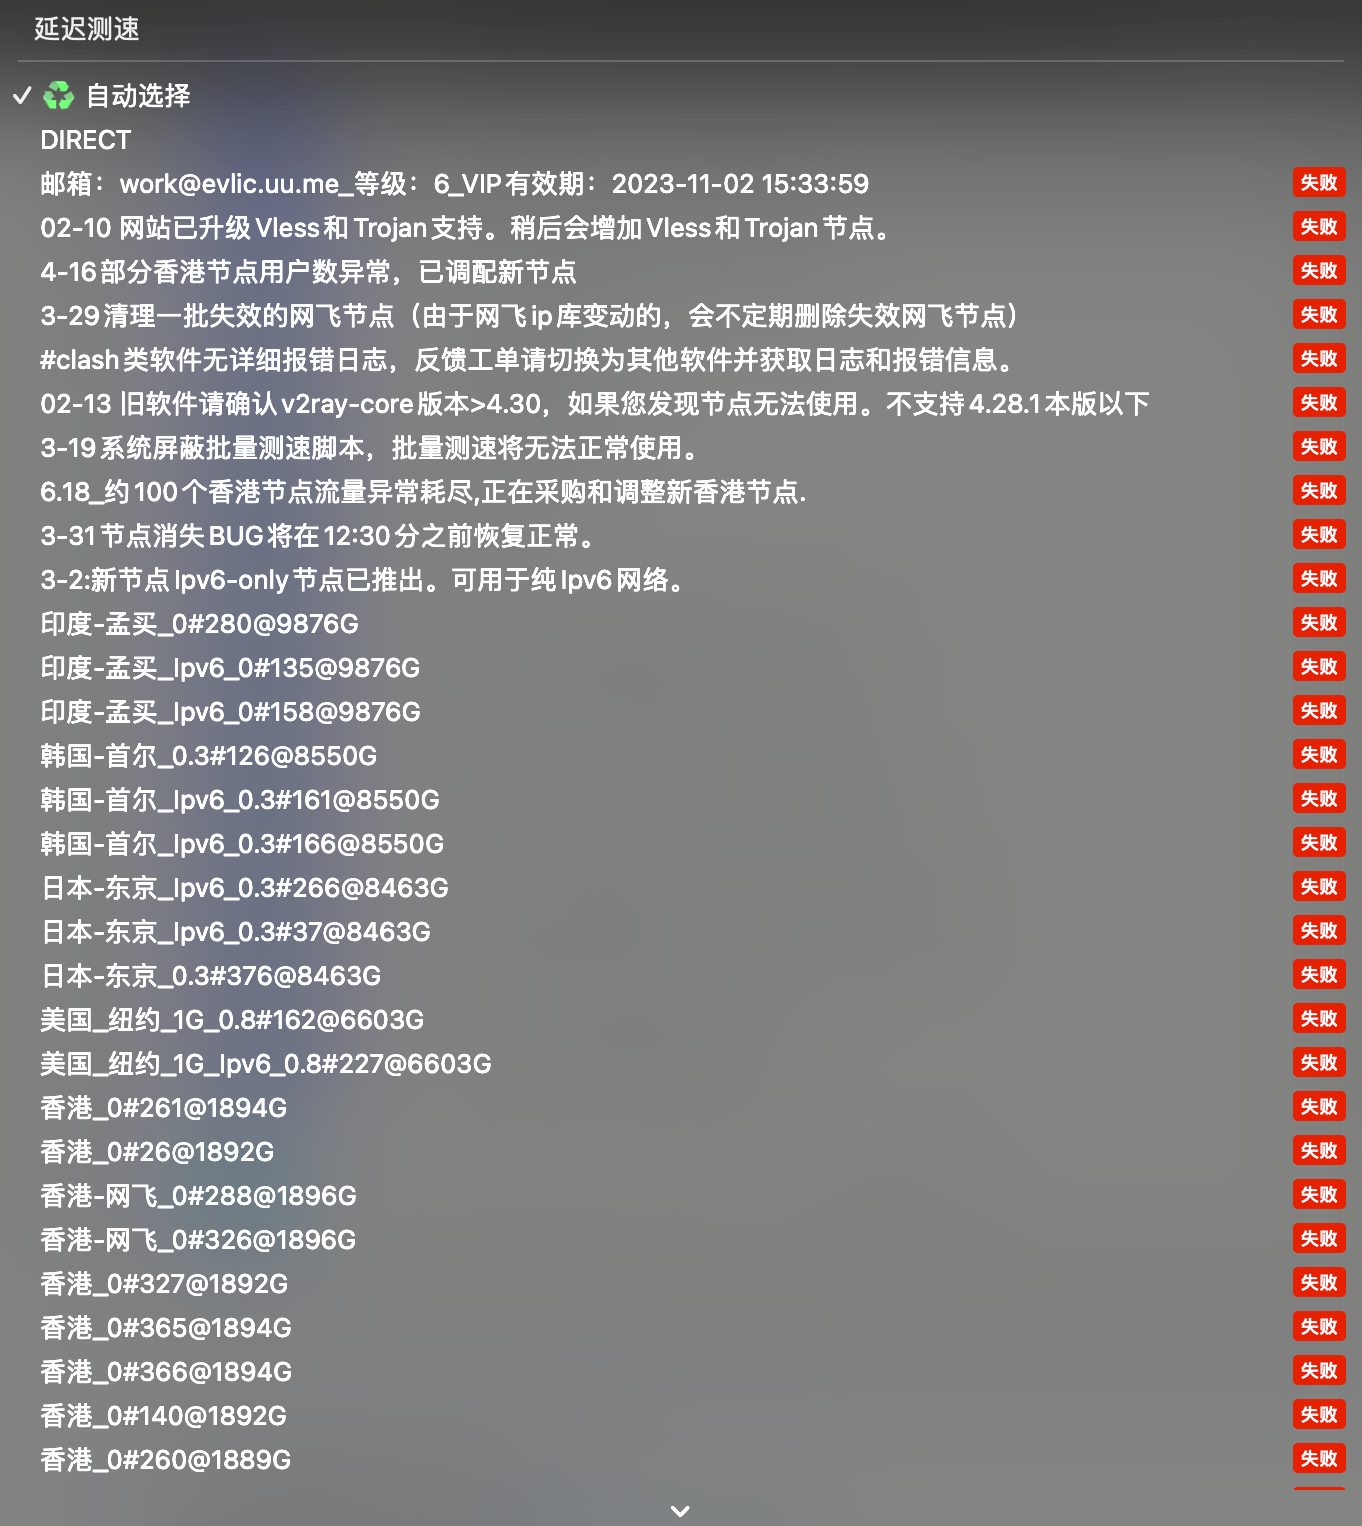 延迟测速
自动选择
DIRECT
邮箱：work@evlic.uu.me_等级：6_VIP有效期：2023-11-02 15:33:59 失败
02-10 网站已升级Vless和Trojan支持。稍后会增加Vless和Trojan节点。 失败
4-16部分香港节点用户数异常，已调配新节点 失败
3-29清理一批失效的网飞节点（由于网飞ip库变动的，会不定期删除失效网飞节点） 失败
#clash类软件无详细报错日志，反馈工单请切换为其他软件并获取日志和报错信息。 失败
02-13 旧软件请确认v2ray-core版本>4.30，如果您发现节点无法使用。不支持4.28.1本版以下 失败
3-19系统屏蔽批量测速脚本，批量测速将无法正常使用。 失败
6.18_约100个香港节点流量异常耗尽,正在采购和调整新香港节点. 失败
3-31节点消失BUG将在12:30分之前恢复正常。 失败
3-2:新节点Ipv6-only节点已推出。可用于纯Ipv6网络。 失败
印度-孟买_0#280@9876G 失败
印度-孟买_Ipv6_0#135@9876G 失败
印度-孟买_Ipv6_0#158@9876G 失败
韩国-首尔_0.3#126@8550G 失败
韩国-首尔_Ipv6_0.3#161@8550G 失败
韩国-首尔_Ipv6_0.3#166@8550G 失败
日本-东京_Ipv6_0.3#266@8463G 失败
日本-东京_Ipv6_0.3#37@8463G 失败
日本-东京_0.3#376@8463G 失败
美国_纽约_1G_0.8#162@6603G 失败
美国_纽约_1G_Ipv6_0.8#227@6603G 失败
香港_0#261@1894G 失败
香港_0#26@1892G 失败
香港-网飞_0#288@1896G 失败
香港-网飞_0#326@1896G 失败
香港_0#327@1892G 失败
香港_0#365@1894G 失败
香港_0#366@1894G 失败
香港_0#140@1892G 失败
香港_0#260@1889G 失败